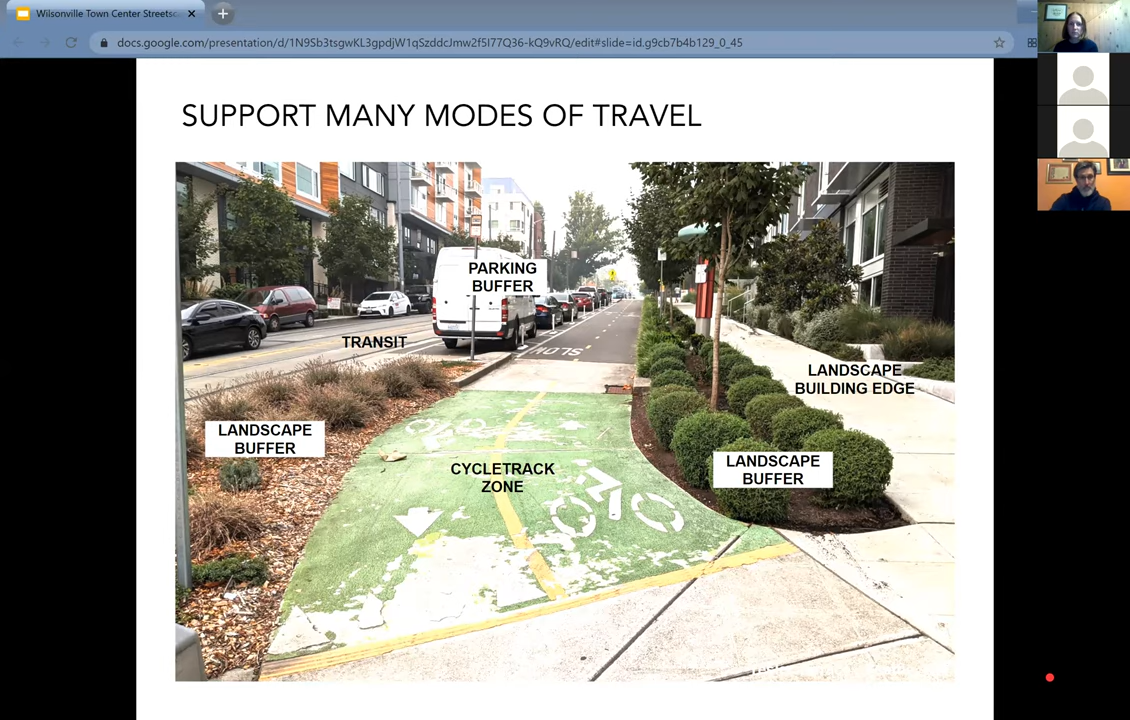 Wilsonville Town Center Streetsc
docs.google.com/presentation/d/1N9Sb3tsgwKL3gpdjW1qSzddcJmw2f5I77Q36-kQ9vRQ/edit#slide=id.g9cb7b4b129_0_45
SUPPORT MANY MODES OF TRAVEL
PARKING
BUFFER
TRANSIT
SLOW
LANDSCAPE
BUILDING EDGE
LANDSCAPE
BUFFER
CYCLETRACK
ZONE
LANDSCAPE
BUFFER